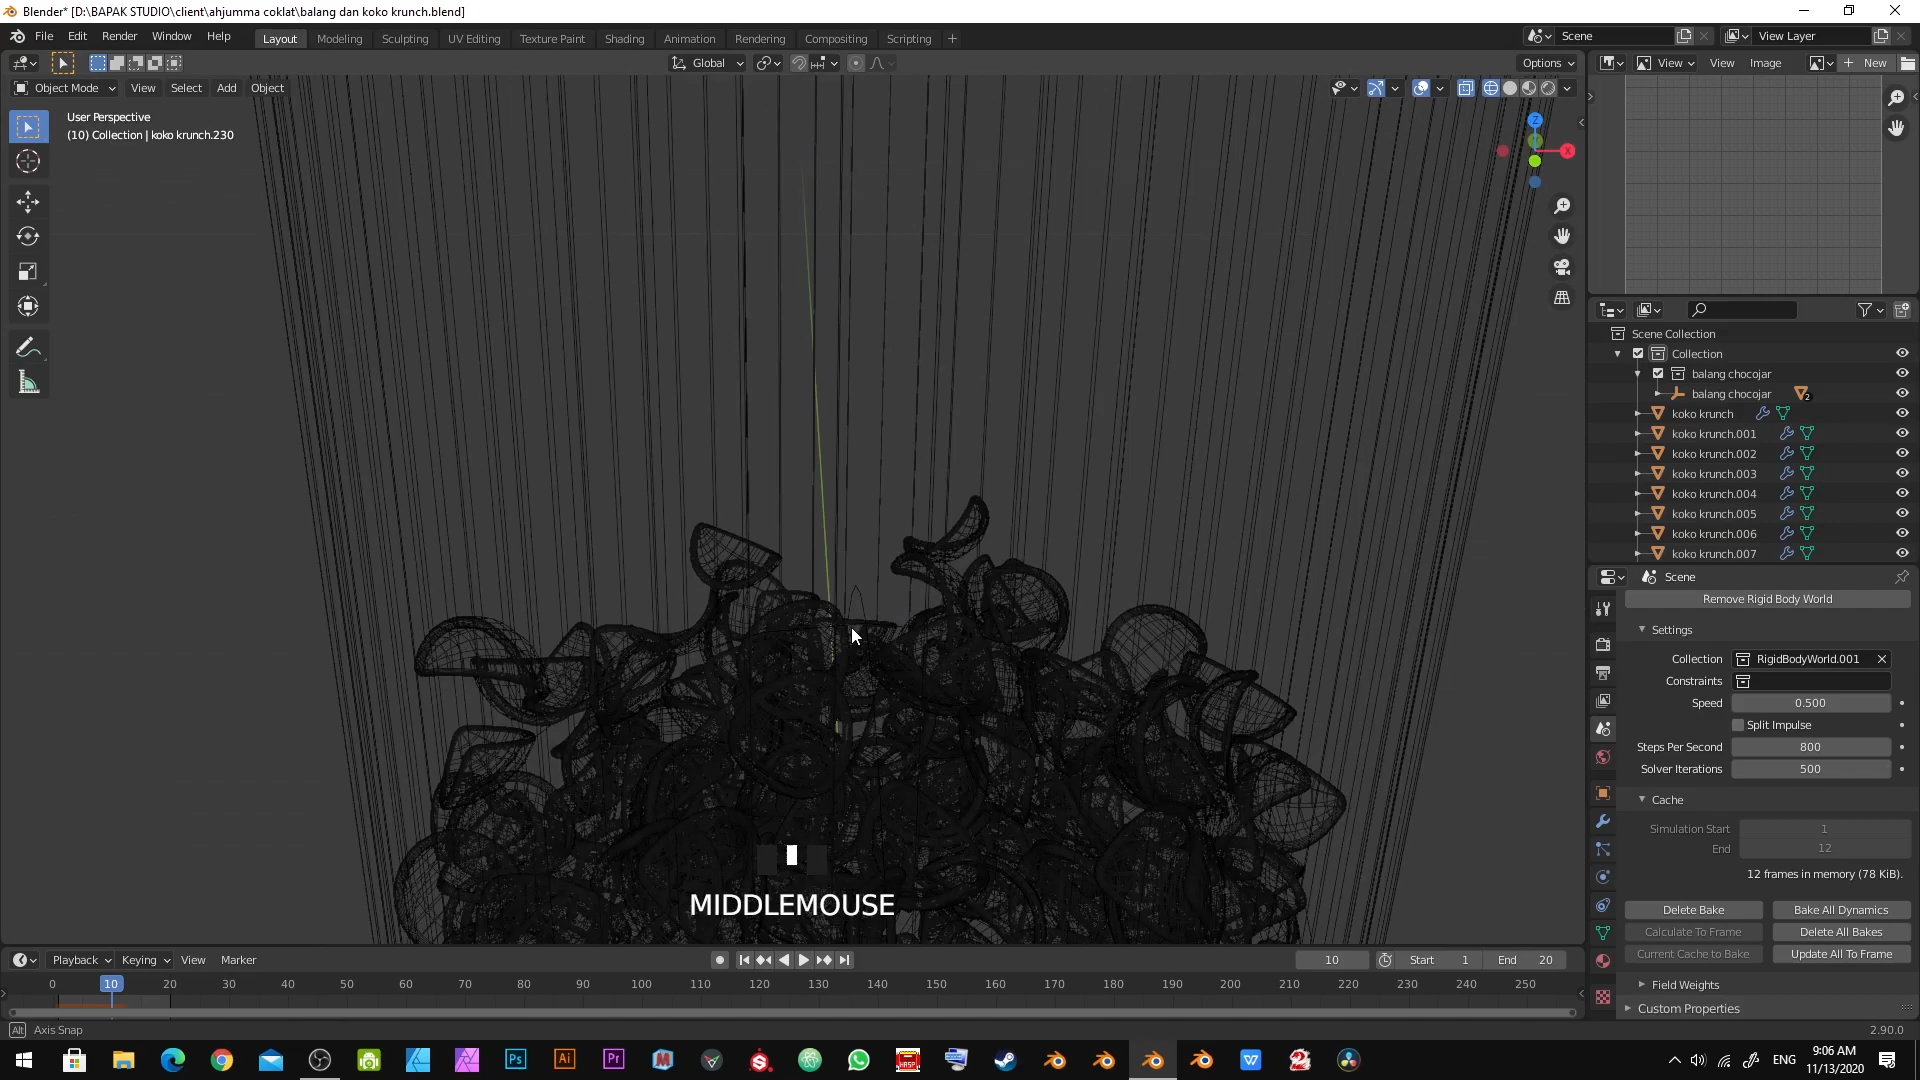 Blender* [D:\BAPAK STUDIO\client\ahjumma coklat\balang dan koko krunch.blend]
File Edit Render Window Help
Layout Modeling Sculpting UV Editing Texture Paint Shading Animation Rendering Compositing Scripting
Scene
View Layer
Global
Options
View View Image New
Object Mode View Select Add Object
User Perspective
(10) Collection | koko krunch.230
Z
X
Scene Collection
Collection
balang chocojar
balang chocojar 2
koko krunch
koko krunch.001
koko krunch.002
koko krunch.003
koko krunch.004
koko krunch.005
koko krunch.006
koko krunch.007
Scene
Remove Rigid Body World
Settings
Collection RigidBodyWorld.001
Constraints
Speed 0.500
Split Impulse
Steps Per Second 800
Solver Iterations 500
Cache
Simulation Start 1
End 12
12 frames in memory (78 KiB).
Delete Bake Bake All Dynamics
Calculate To Frame Delete All Bakes
Current Cache to Bake Update All To Frame
Field Weights
Custom Properties
MIDDLEMOUSE
Playback Keying View Marker
10 Start 1 End 20
0 10 20 30 40 50 60 70 80 90 100 110 120 130 140 150 160 170 180 190 200 210 220 230 240 250
Alt Axis Snap
2.90.0
Ps Ai Pr
ENG
9:06 AM
11/13/2020